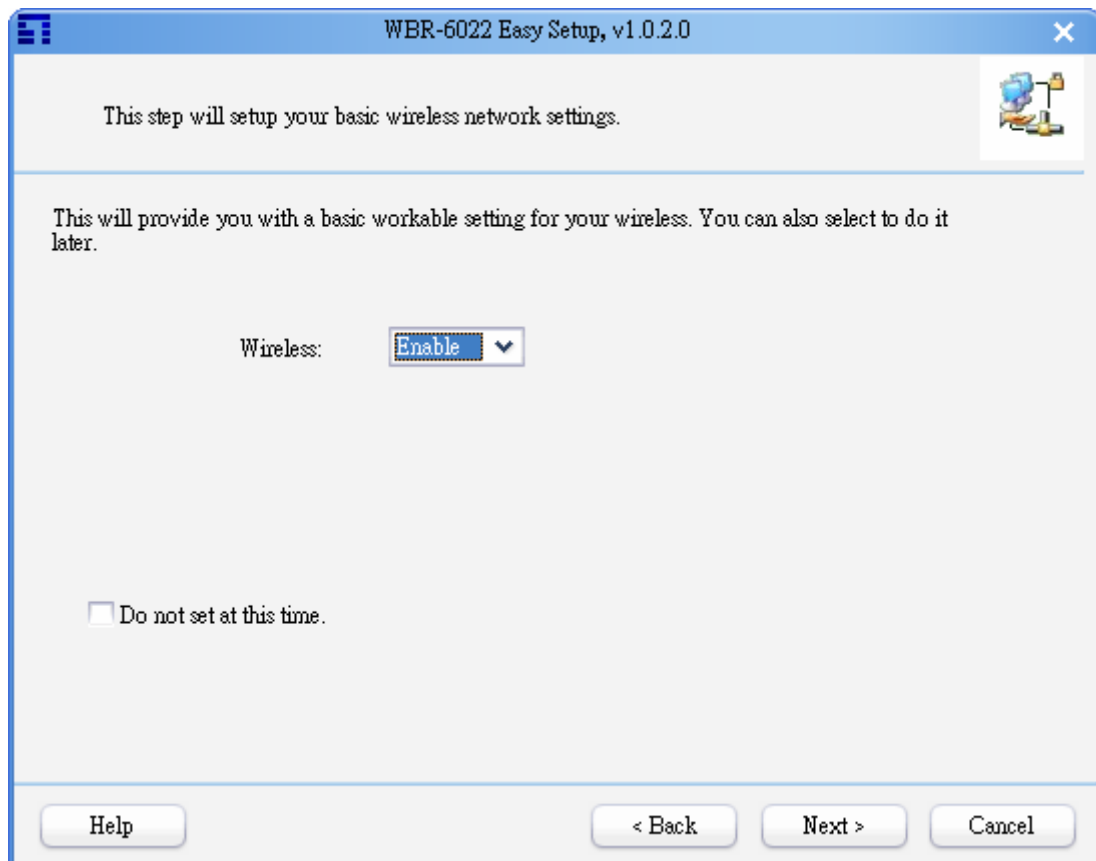 WBR-6022 Easy Setup, v1.0.2.0
This step will setup your basic wireless network settings.
This will provide you with a basic workable setting for your wireless. You can also select to do it
later.
Wireless: Enable
Do not set at this time.
Help < Back Next > Cancel